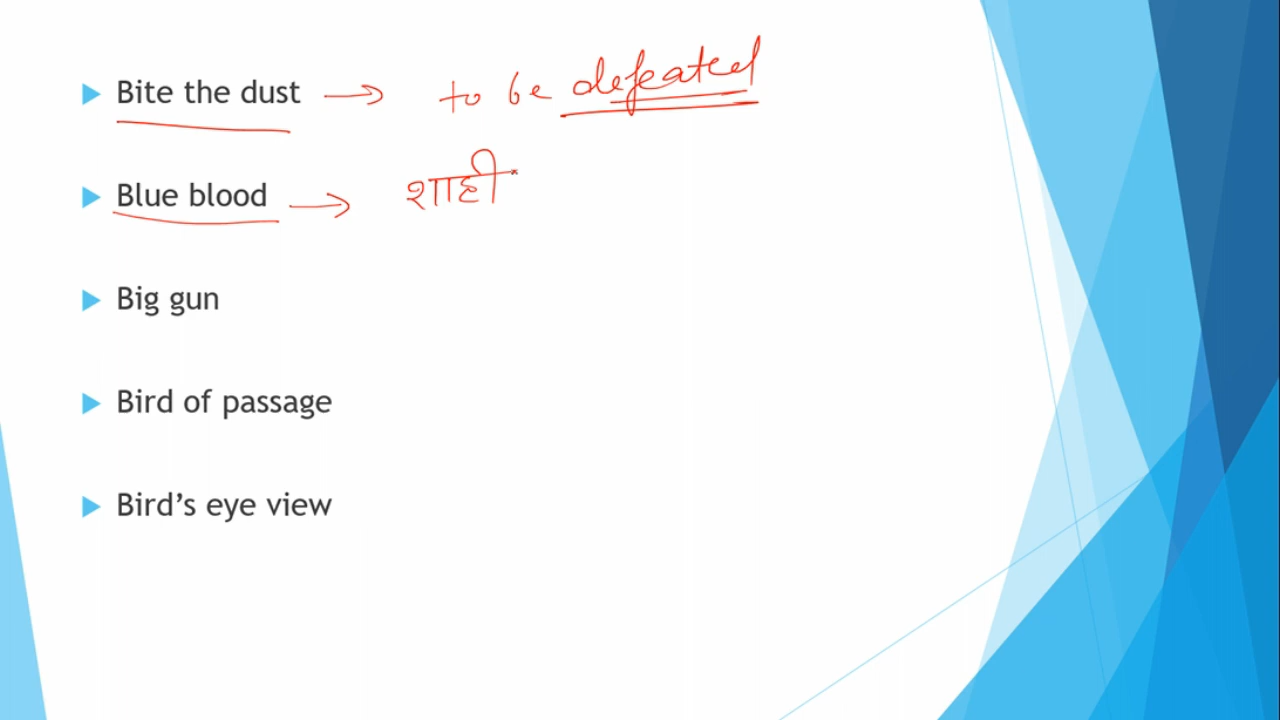 Bite the dust → to be defeated
Blue blood → शाही
Big gun
Bird of passage
Bird’s eye view